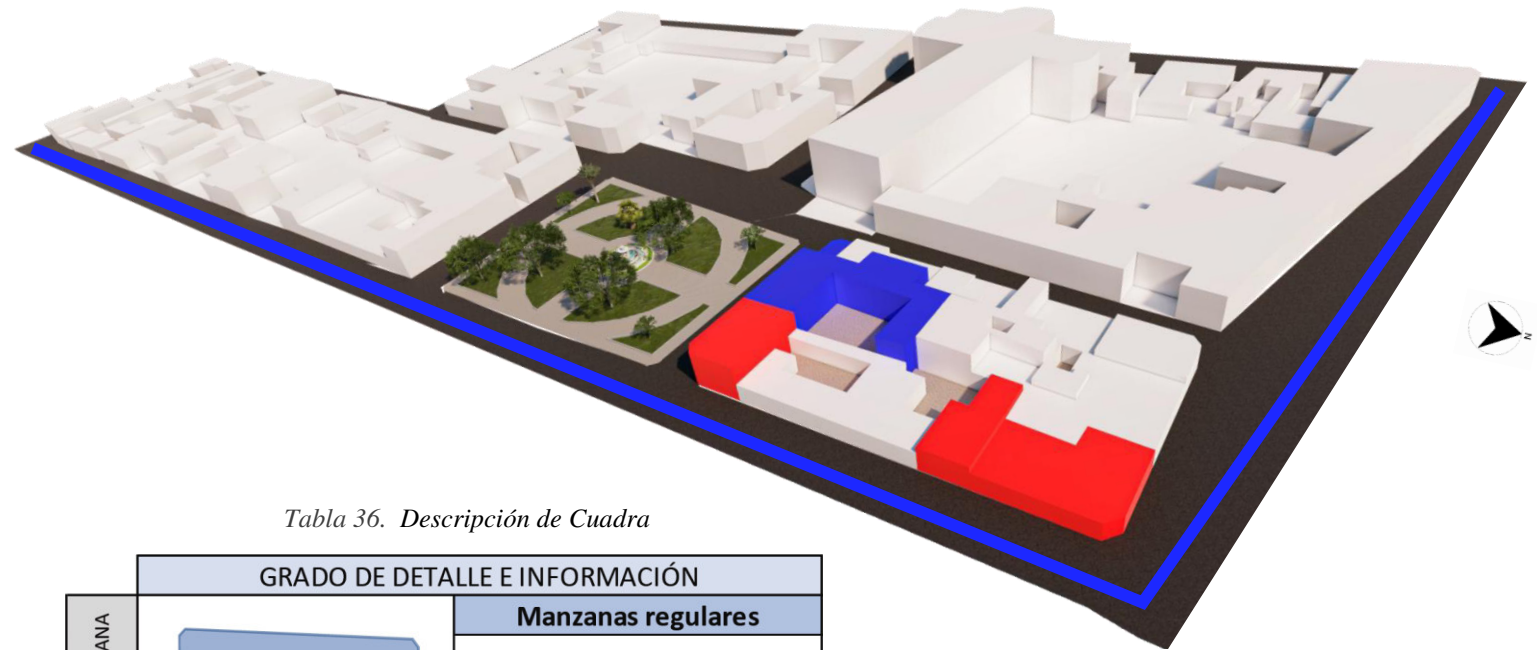 N
Tabla 36. Descripción de Cuadra
GRADO DE DETALLE E INFORMACIÓN
Manzanas regulares